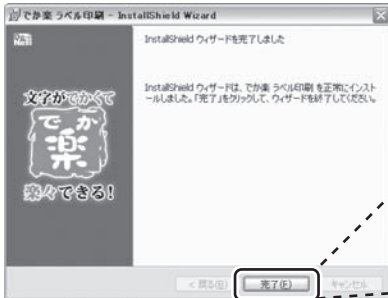 でか楽 ラベル印刷 - InstallShield Wizard
InstallShield ウィザードを完了しました
InstallShield ウィザードは、でか楽 ラベル印刷 を正常にインスト
ールしました。「完了」をクリックして、ウィザードを終了してください。
文字がでかくて
でか
楽
楽々できる!
< 戻る(B)
完了(F)
キャンセル